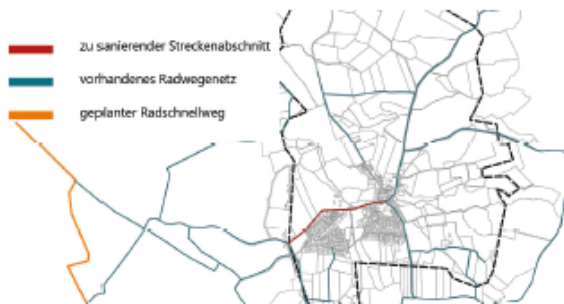 zu sanierender Streckenabschnitt
vorhandenes Radwegenetz
geplanter Radschnellweg